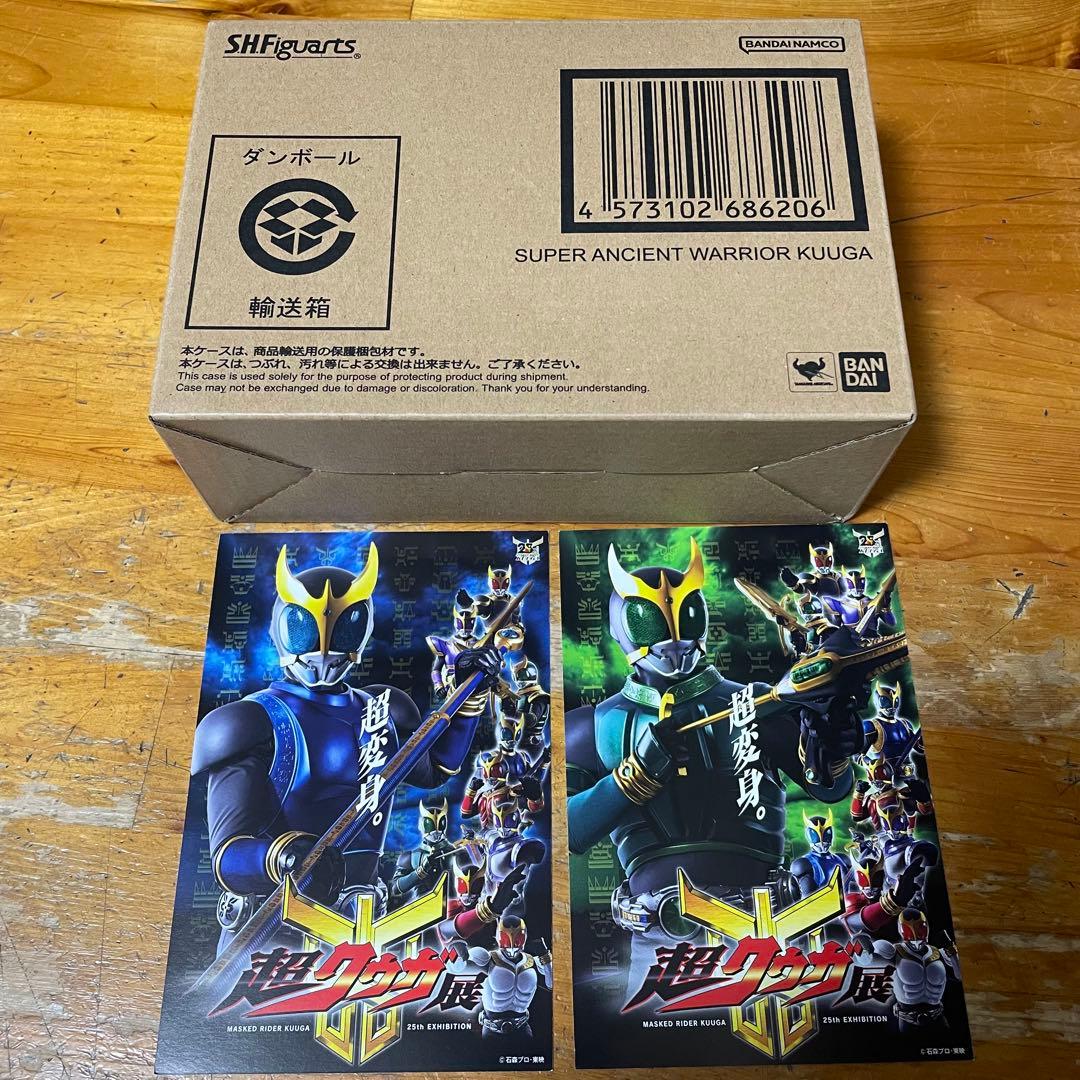 S.H.Figuarts®
BANDAI NAMCO
ダンボール
輸送箱
4 573102 686206
SUPER ANCIENT WARRIOR KUUGA
本ケースは、商品輸送用の保護梱包材です。
本ケースは、つぶれ、汚れ等による交換は出来ません。ご了承ください。
This case is used solely for the purpose of protecting product during shipment.
Case may not be exchanged due to damage or discoloration. Thank you for your understanding.
BAN
DAI
超変身。
超クウガ展
MASKED RIDER KUUGA 25th EXHIBITION
©石森プロ・東映
超変身。
超クウガ展
MASKED RIDER KUUGA 25th EXHIBITION
©石森プロ・東映